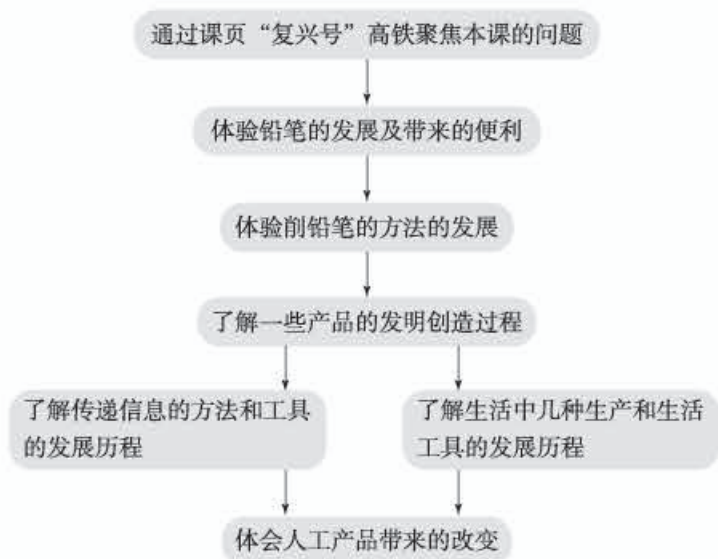 通过课页“复兴号”高铁聚焦本课的问题
体验铅笔的发展及带来的便利
体验削铅笔的方法的发展
了解一些产品的发明创造过程
了解传递信息的方法和工具
的发展历程
了解生活中几种生产和生活
工具的发展历程
体会人工产品带来的改变